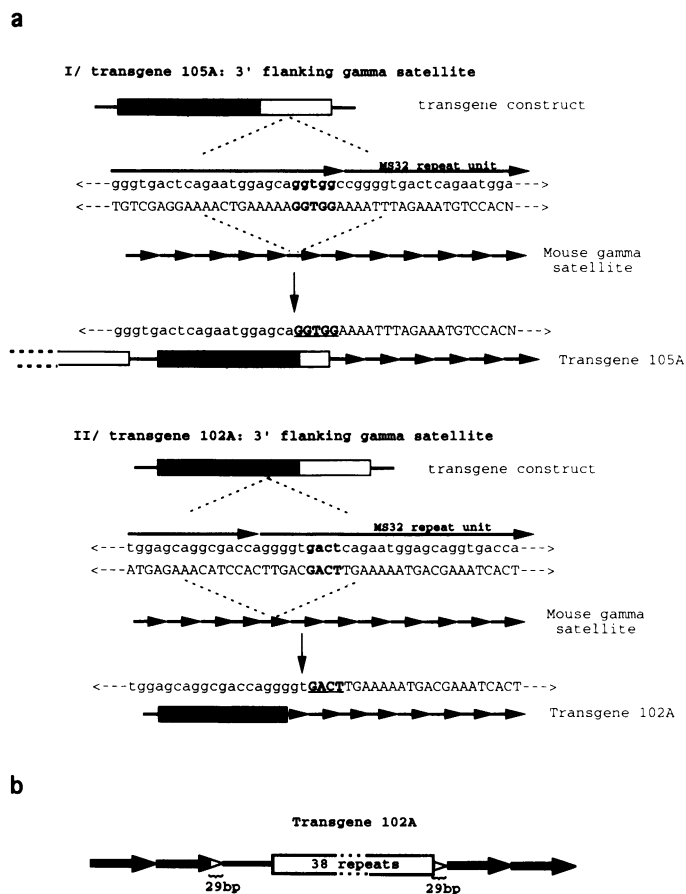 a
I/ transgene 105A: 3' flanking gamma satellite
transgene construct
MS32 repeat unit
<---gggtgactcagaatggagcaggtggccggggtgactcagaatgga--->
<---TGTCGAGGAAAACTGAAAAAGGTGGAAAATTTAGAAATGTCCACN--->
Mouse gamma
satellite
<---gggtgactcagaatggagcaGGTGGAAAATTTAGAAATGTCCACN--->
Transgene 105A
II/ transgene 102A: 3' flanking gamma satellite
transgene construct
MS32 repeat unit
<---tggagcaggcgaccaggggtgactcagaatggagcaggtgacca--->
<---ATGAGAAACATCCACTTGACGACTTGAAAAATGACGAAATCACT--->
Mouse gamma
satellite
<---tggagcaggcgaccaggggtGACTTGAAAAATGACGAAATCACT--->
Transgene 102A
b
Transgene 102A
38 repeats
29bp 29bp